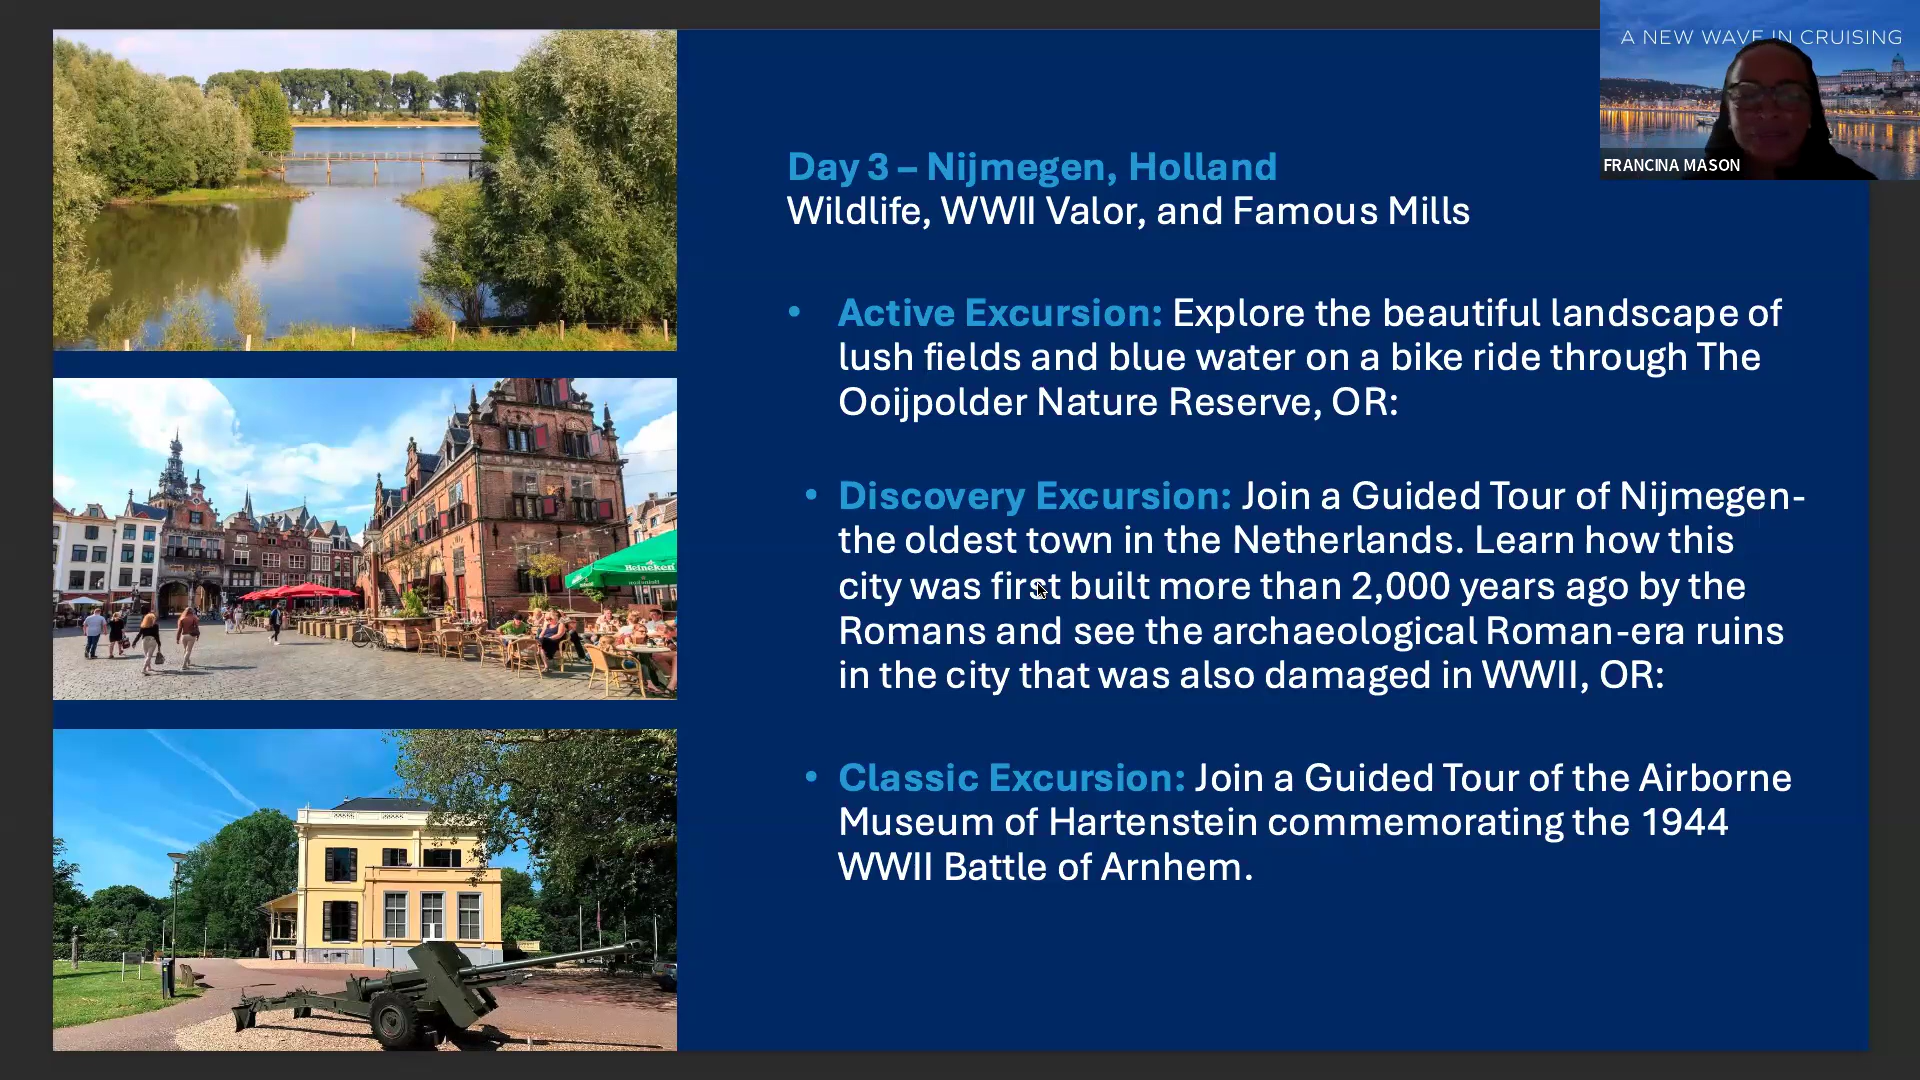 A NEW WAVE IN CRUISING
FRANCINA MASON
Day 3 – Nijmegen, Holland
Wildlife, WWII Valor, and Famous Mills
• Active Excursion: Explore the beautiful landscape of
lush fields and blue water on a bike ride through The
Ooijpolder Nature Reserve, OR:
• Discovery Excursion: Join a Guided Tour of Nijmegen-
the oldest town in the Netherlands. Learn how this
city was first built more than 2,000 years ago by the
Romans and see the archaeological Roman-era ruins
in the city that was also damaged in WWII, OR:
• Classic Excursion: Join a Guided Tour of the Airborne
Museum of Hartenstein commemorating the 1944
WWII Battle of Arnhem.
Heineken